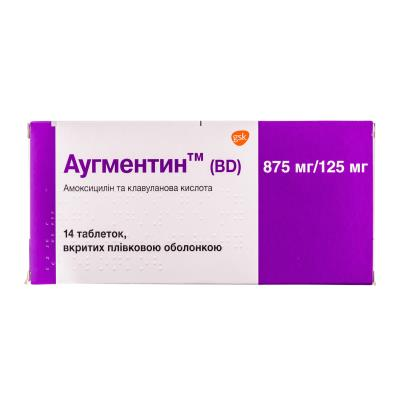 gsk
Аугментин™ (BD)
875 мг/125 мг
Амоксицилін та клавуланова кислота
14 таблеток,
вкритих плівковою оболонкою